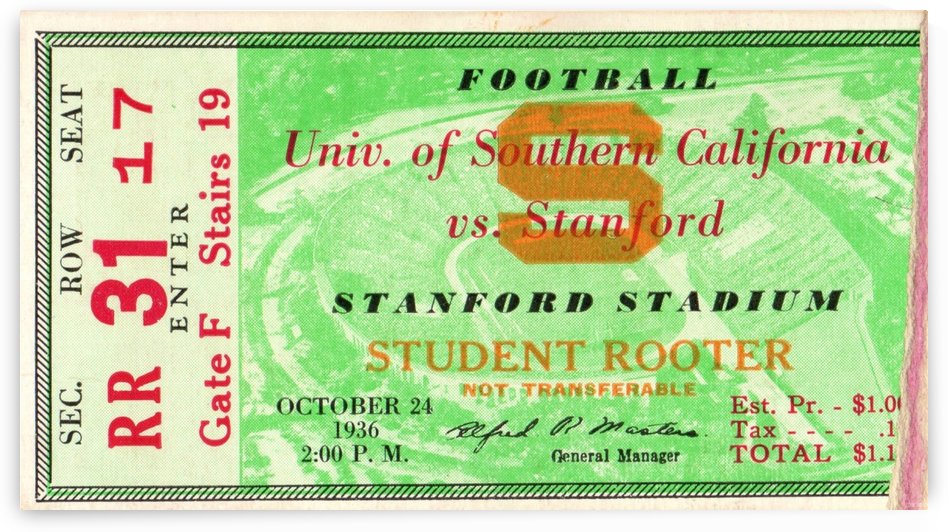 SEC. ROW SEAT
RR 31 17
ENTER
Gate F Stairs 19
FOOTBALL
S
Univ. of Southern California
vs. Stanford
STANFORD STADIUM
STUDENT ROOTER
NOT TRANSFERABLE
OCTOBER 24
1936
2:00 P. M.
Alfred R. Masters.
General Manager
Est. Pr. - $1.0
Tax - - - - .1
TOTAL $1.1